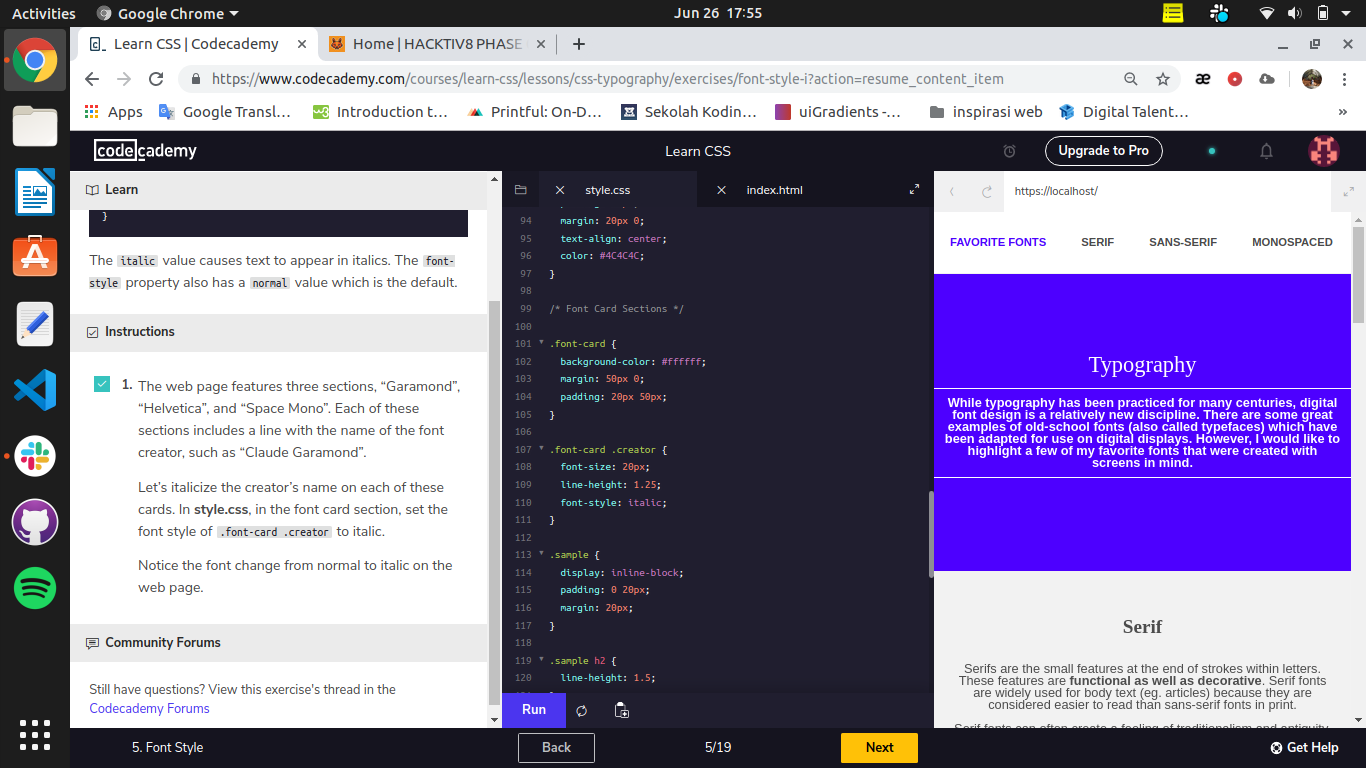 Activities
Google Chrome
Jun 26 17:55
Learn CSS | Codecademy
Home | HACKTIV8 PHASE
https://www.codecademy.com/courses/learn-css/lessons/css-typography/exercises/font-style-i?action=resume_content_item
Apps
Google Transl...
Introduction t...
Printful: On-D...
Sekolah Kodin...
uiGradients -...
inspirasi web
Digital Talent...
»
codecademy
Learn CSS
Upgrade to Pro
Learn
}
The italic value causes text to appear in italics. The font-
style property also has a normal value which is the default.
Instructions
1. The web page features three sections, “Garamond”,
“Helvetica”, and “Space Mono”. Each of these
sections includes a line with the name of the font
creator, such as “Claude Garamond”.
Let’s italicize the creator’s name on each of these
cards. In style.css, in the font card section, set the
font style of .font-card .creator to italic.
Notice the font change from normal to italic on the
web page.
Community Forums
Still have questions? View this exercise's thread in the
Codecademy Forums
style.css
index.html
94 margin: 20px 0;
95 text-align: center;
96 color: #4C4C4C;
97 }
98
99 /* Font Card Sections */
100
101 .font-card {
102 background-color: #ffffff;
103 margin: 50px 0;
104 padding: 20px 50px;
105 }
106
107 .font-card .creator {
108 font-size: 20px;
109 line-height: 1.25;
110 font-style: italic;
111 }
112
113 .sample {
114 display: inline-block;
115 padding: 0 20px;
116 margin: 20px;
117 }
118
119 .sample h2 {
120 line-height: 1.5;
Run
https://localhost/
FAVORITE FONTS
SERIF
SANS-SERIF
MONOSPACED
Typography
While typography has been practiced for many centuries, digital
font design is a relatively new discipline. There are some great
examples of old-school fonts (also called typefaces) which have
been adapted for use on digital displays. However, I would like to
highlight a few of my favorite fonts that were created with
screens in mind.
Serif
Serifs are the small features at the end of strokes within letters.
These features are functional as well as decorative. Serif fonts
are widely used for body text (eg. articles) because they are
considered easier to read than sans-serif fonts in print.
Serif fonts can often create a feeling of traditionalism and antiquity,
5. Font Style
Back
5/19
Next
Get Help